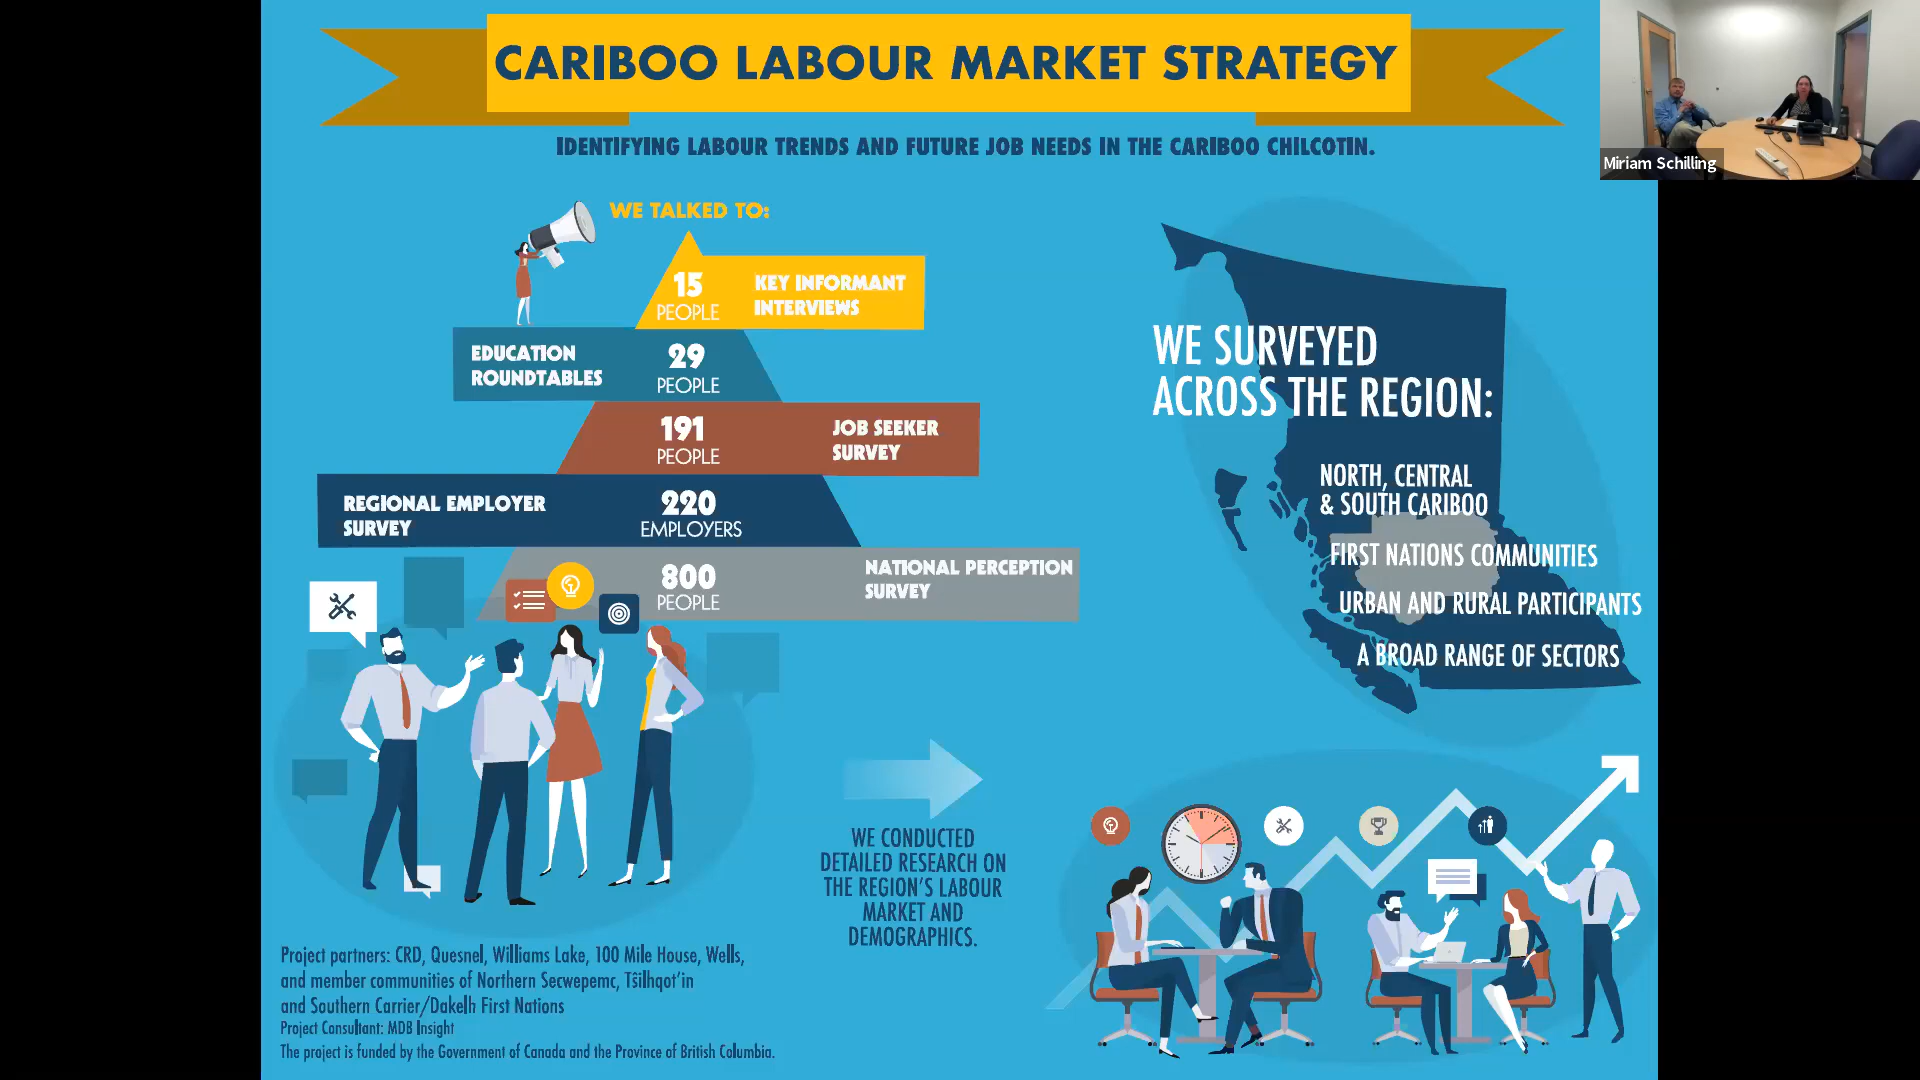 CARIBOO LABOUR MARKET STRATEGY
IDENTIFYING LABOUR TRENDS AND FUTURE JOB NEEDS IN THE CARIBOO CHILCOTIN.
Miriam Schilling
WE TALKED TO:
15
PEOPLE
KEY INFORMANT
INTERVIEWS
EDUCATION
ROUNDTABLES
29
PEOPLE
191
PEOPLE
JOB SEEKER
SURVEY
REGIONAL EMPLOYER
SURVEY
220
EMPLOYERS
800
PEOPLE
NATIONAL PERCEPTION
SURVEY
WE SURVEYED
ACROSS THE REGION:
NORTH, CENTRAL
& SOUTH CARIBOO
FIRST NATIONS COMMUNITIES
URBAN AND RURAL PARTICIPANTS
A BROAD RANGE OF SECTORS
WE CONDUCTED
DETAILED RESEARCH ON
THE REGION'S LABOUR
MARKET AND
DEMOGRAPHICS.
Project partners: CRD, Quesnel, Williams Lake, 100 Mile House, Wells,
and member communities of Northern Secwepemc, Tŝilhqot'in
and Southern Carrier/Dakelh First Nations
Project Consultant: MDB Insight
The project is funded by the Government of Canada and the Province of British Columbia.